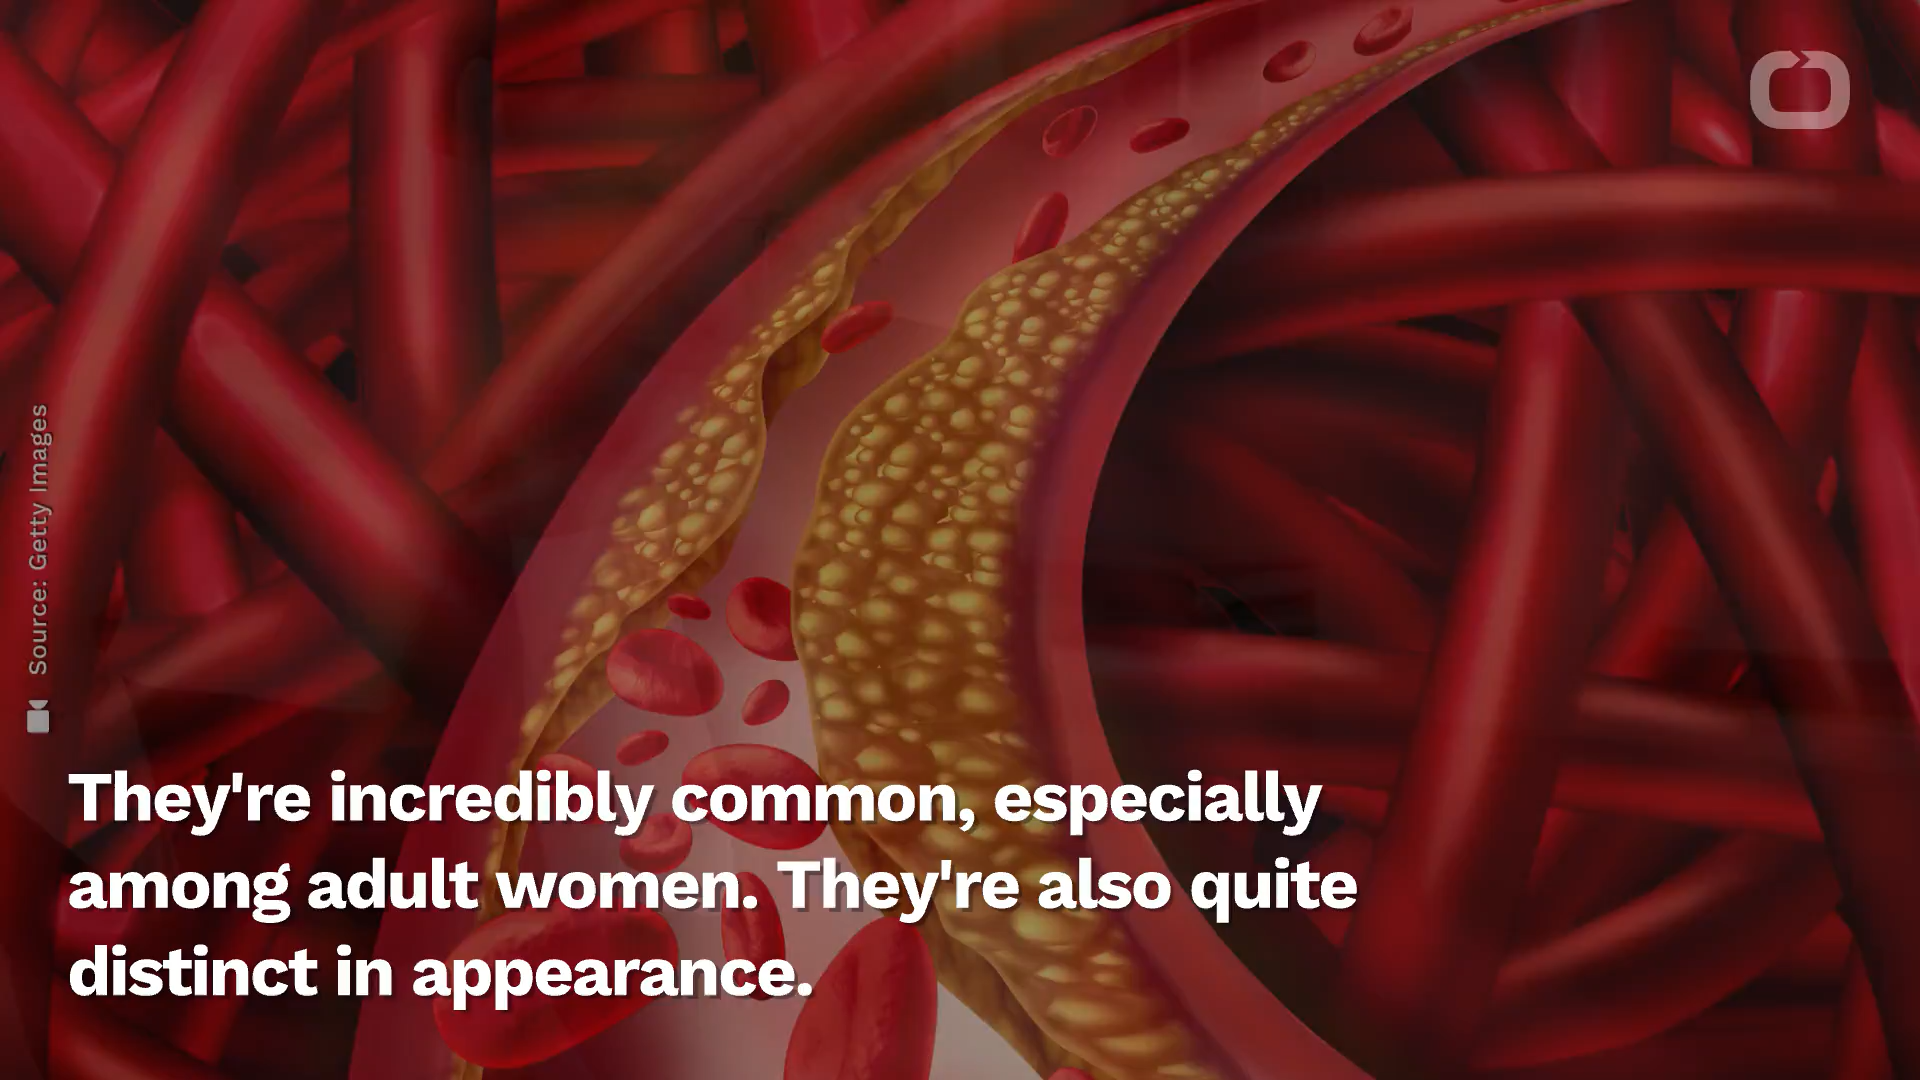 Source: Getty Images
They're incredibly common, especially
among adult women. They're also quite
distinct in appearance.